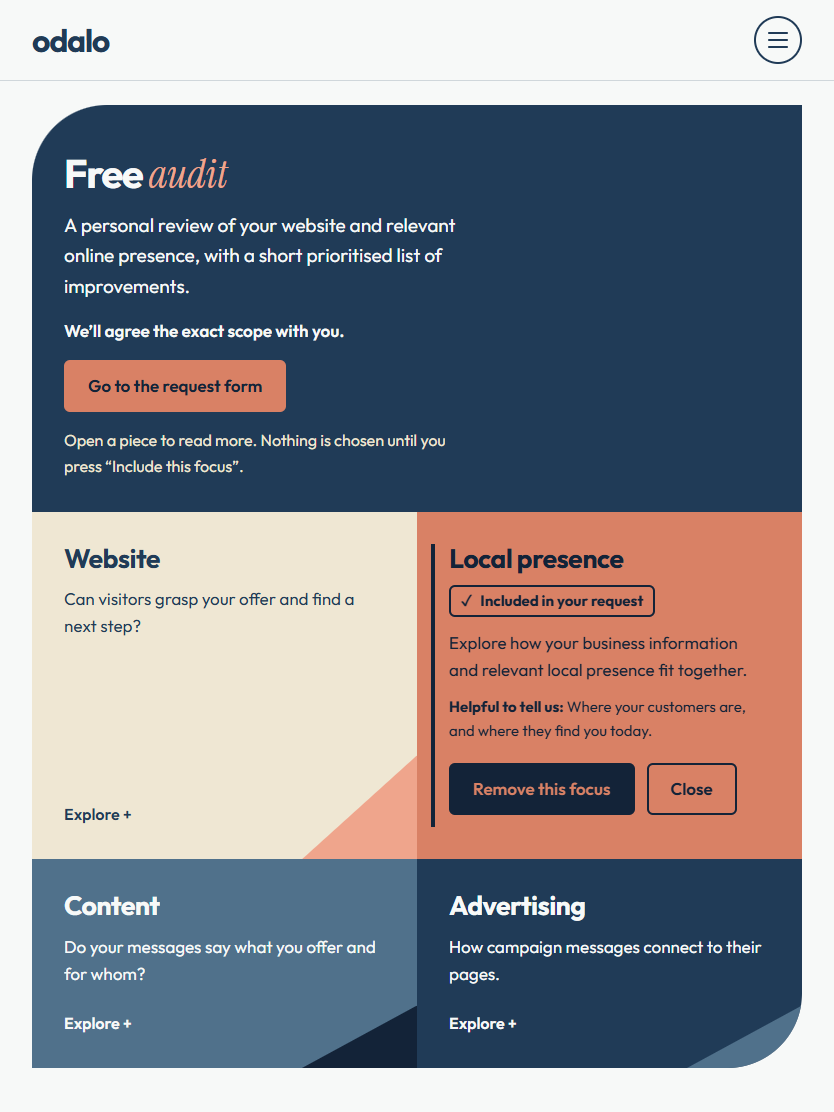 odalo
Free audit
A personal review of your website and relevant
online presence, with a short prioritised list of
improvements.
We’ll agree the exact scope with you.
Go to the request form
Open a piece to read more. Nothing is chosen until you
press “Include this focus”.
Website
Can visitors grasp your offer and find a
next step?
Explore +
Local presence
✓ Included in your request
Explore how your business information
and relevant local presence fit together.
Helpful to tell us: Where your customers are,
and where they find you today.
Remove this focus
Close
Content
Do your messages say what you offer and
for whom?
Explore +
Advertising
How campaign messages connect to their
pages.
Explore +